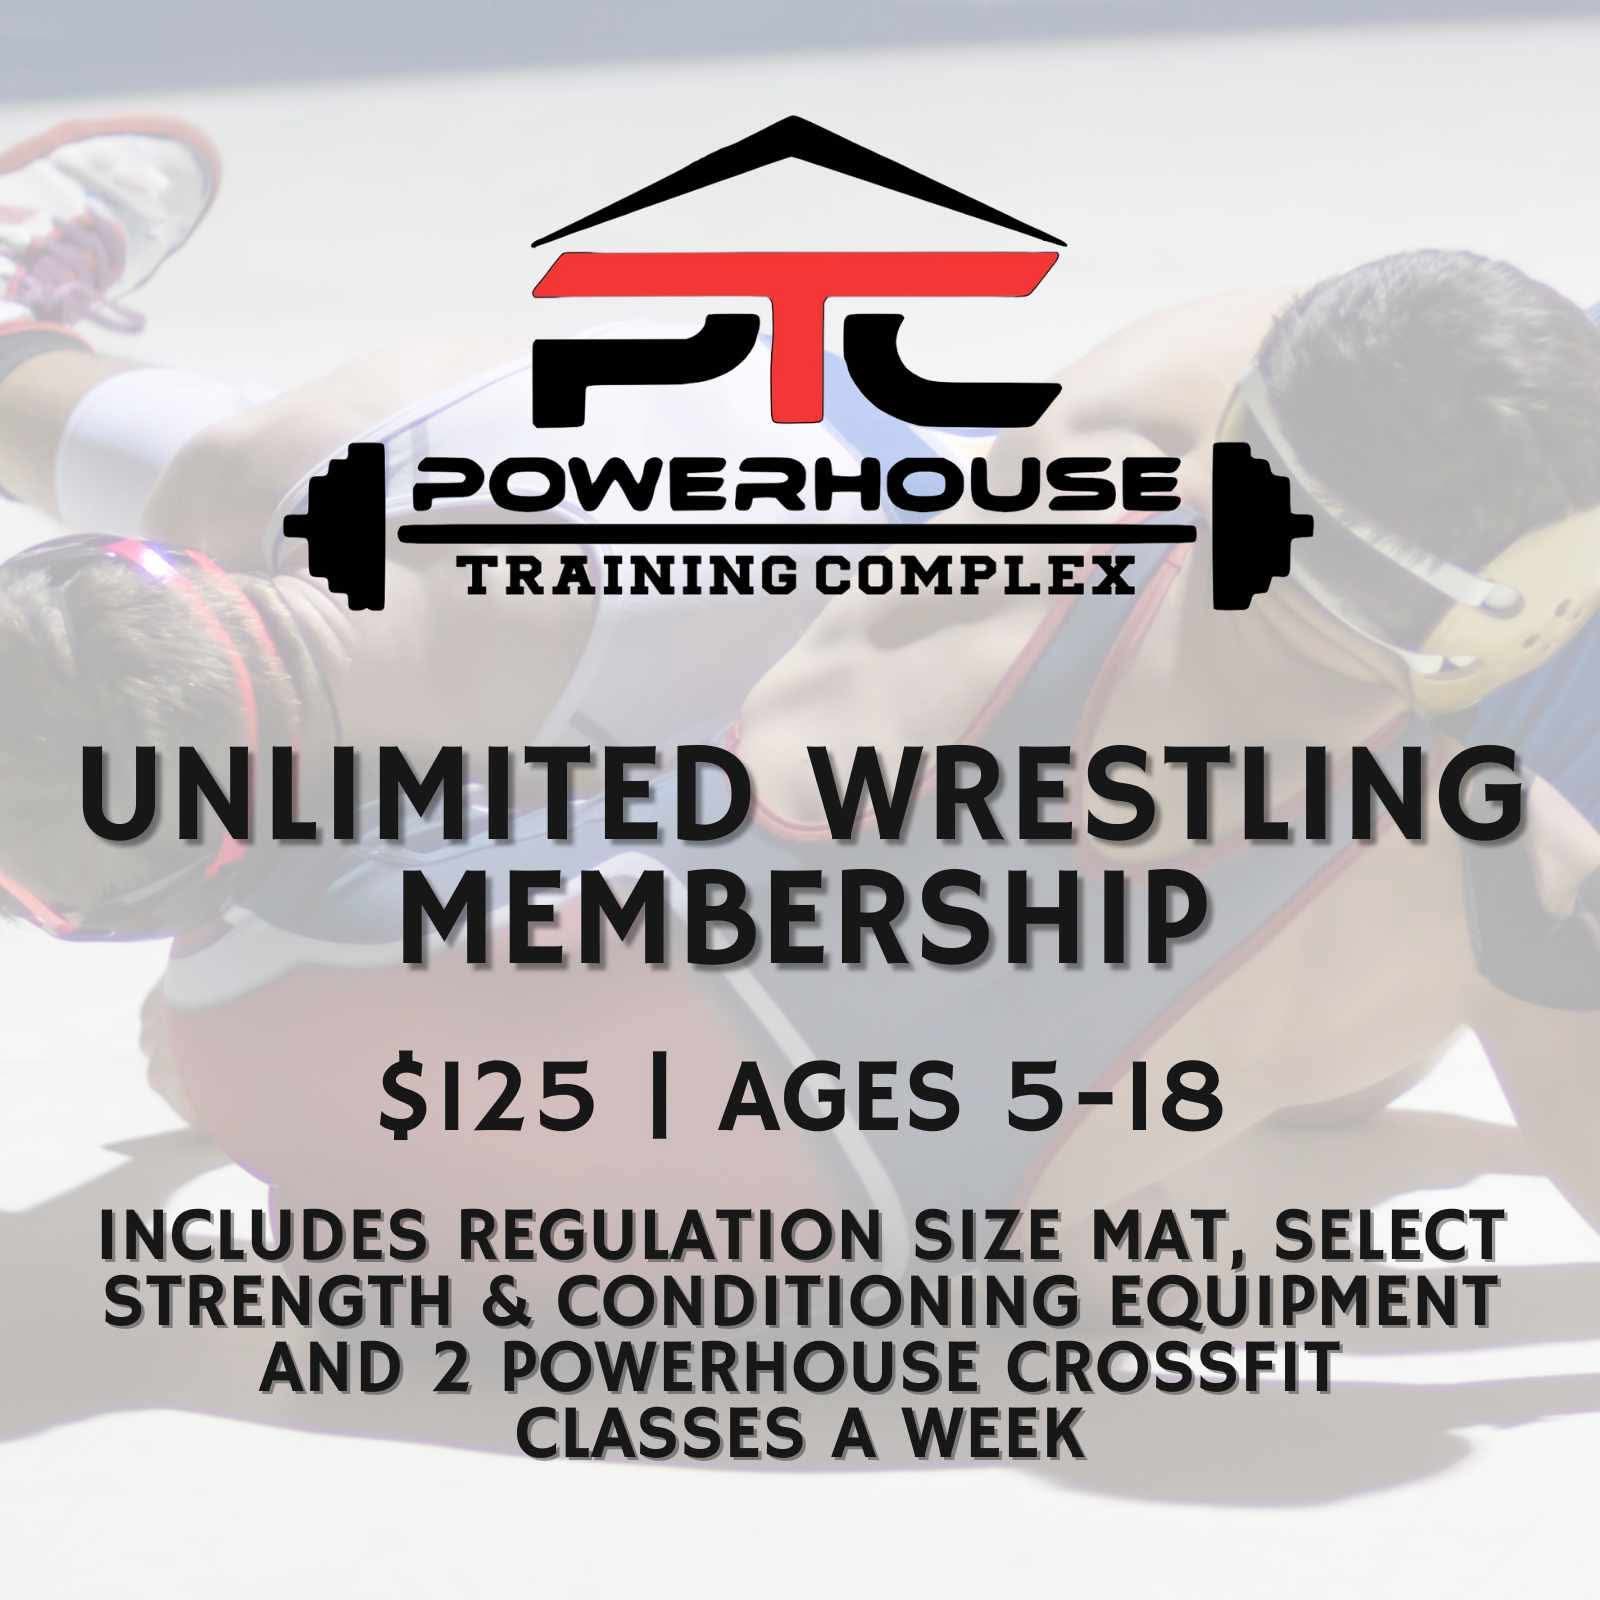 PTC
POWERHOUSE
TRAINING COMPLEX
UNLIMITED WRESTLING
MEMBERSHIP
$125 | AGES 5-18
INCLUDES REGULATION SIZE MAT, SELECT
STRENGTH & CONDITIONING EQUIPMENT
AND 2 POWERHOUSE CROSSFIT
CLASSES A WEEK